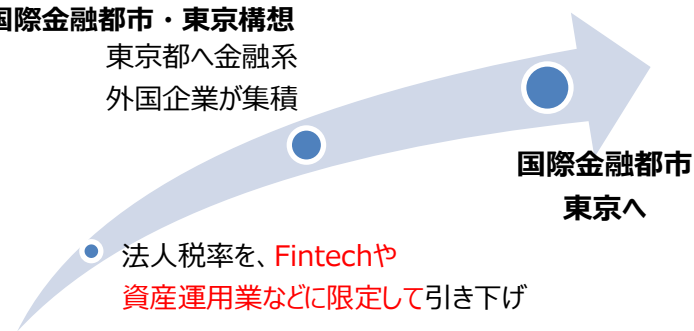 国際金融都市・東京構想
東京都へ金融系
外国企業が集積
国際金融都市
東京へ
法人税率を、Fintechや
資産運用業などに限定して引き下げ